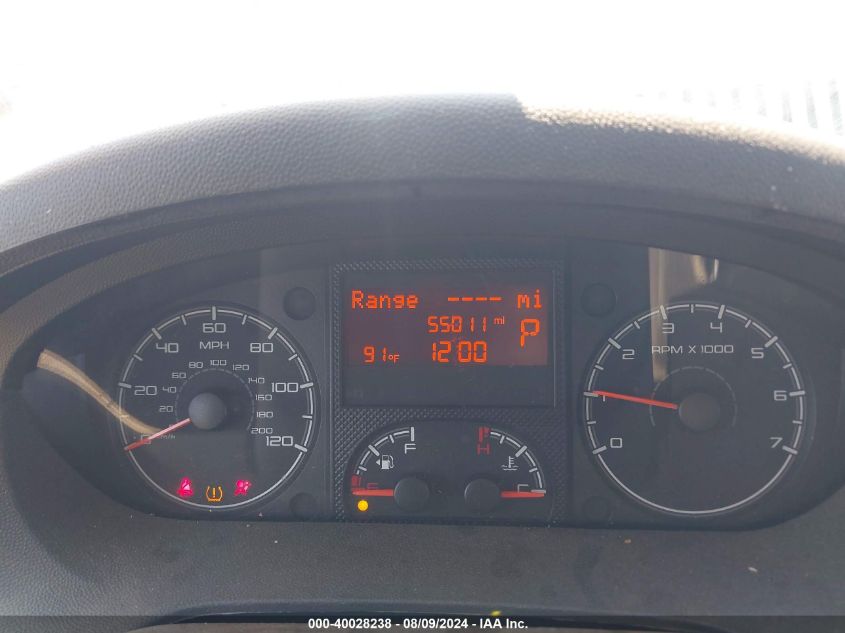 Range ---- mi
55011 mi
P
91°F 12:00
60
MPH
40 80
80 100 120
60 140
20 40 160 100
20 180
0 km/h 200 120
3 4
2 5
RPM X 1000
1 6
0 7
F H
E C
000-40028238 - 08/09/2024 - IAA Inc.